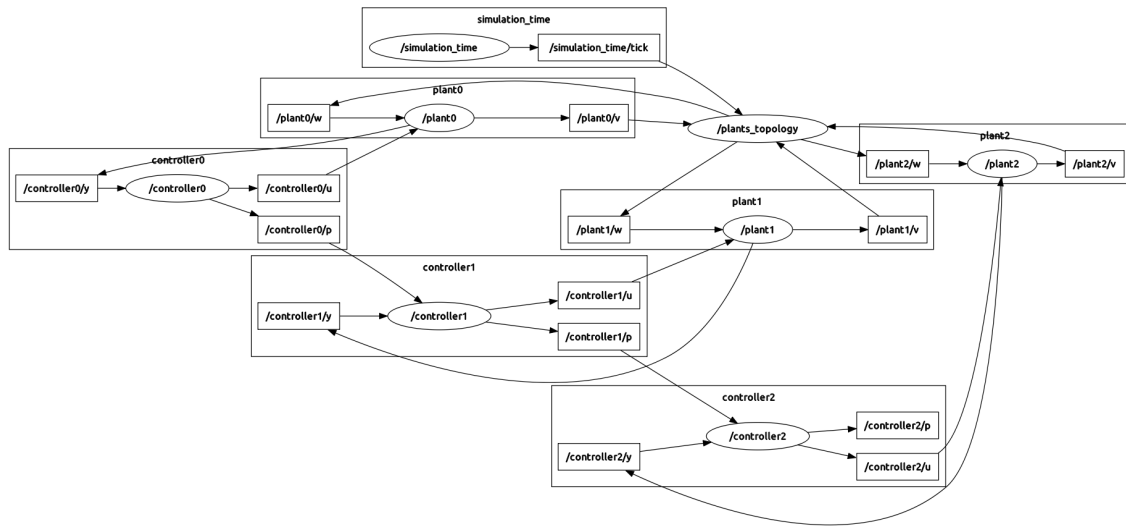 simulation_time
/simulation_time
/simulation_time/tick
plant0
/plant0/w
/plant0
/plant0/v
/plants_topology
plant2
/plant2/w
/plant2
/plant2/v
controller0
/controller0/y
/controller0
/controller0/u
/controller0/p
plant1
/plant1/w
/plant1
/plant1/v
controller1
/controller1/y
/controller1
/controller1/u
/controller1/p
controller2
/controller2/y
/controller2
/controller2/p
/controller2/u